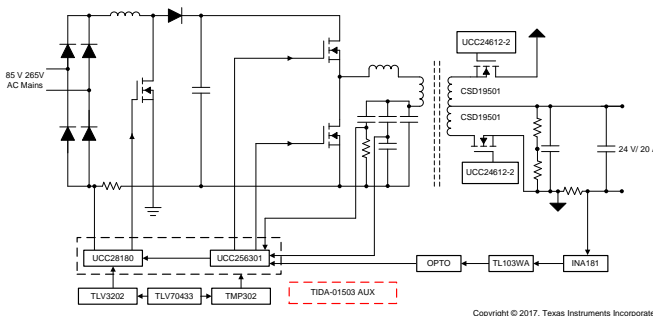 UCC24612-2
85 V 265V
AC Mains
CSD19501
CSD19501
UCC24612-2
24 V/ 20
UCC28180
UCC256301
OPTO
TL103WA
INA181
TLV3202
TLV70433
TMP302
TIDA-01503 AUX
Copyright © 2017, Texas Instruments